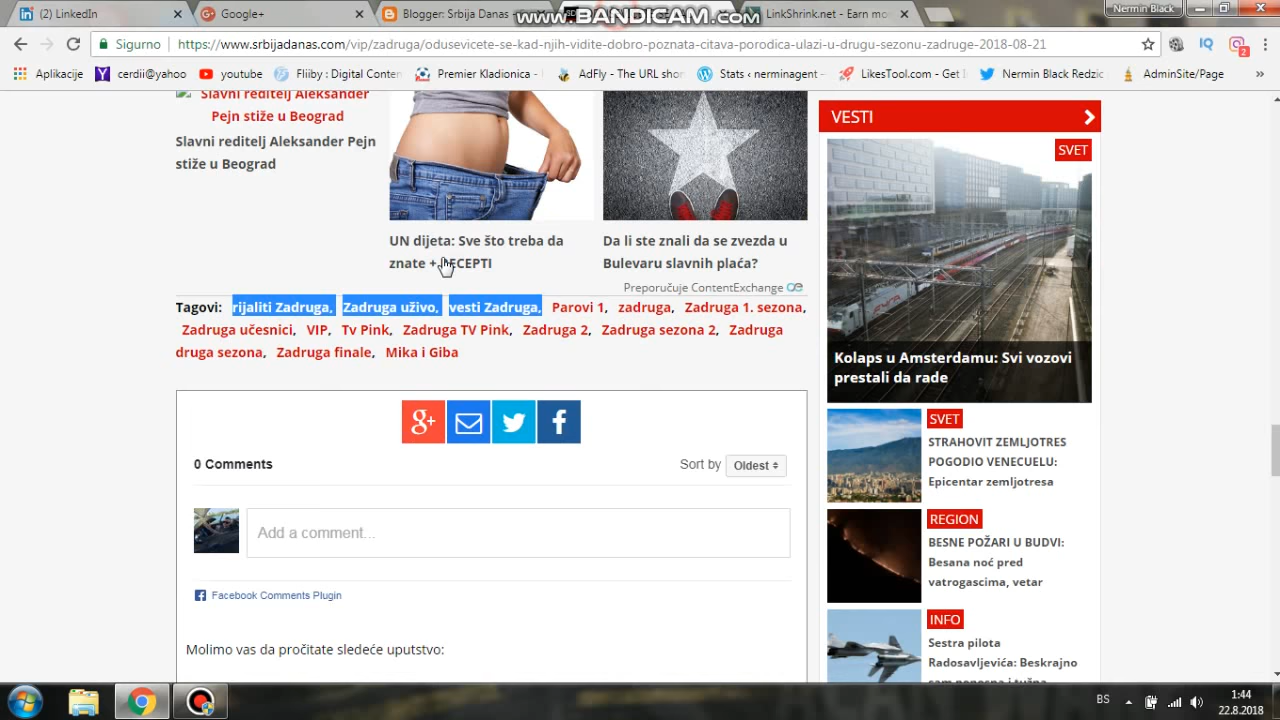 (2) LinkedIn
Google+
Blogger: Srbija Danas -
www.BANDICAM.com
LinkShrink.net - Earn mo
Nermin Black
Sigurno
https://www.srbijadanas.com/vip/zadruga/odusevicete-se-kad-njih-vidite-dobro-poznata-citava-porodica-ulazi-u-drugu-sezonu-zadruge-2018-08-21
Aplikacije
cerdii@yahoo
youtube
Fliiby : Digital Conten
Premier Kladionica -
AdFly - The URL shor
Stats ‹ nerminagent —
LikesTool.com - Get
Nermin Black Redzic
AdminSite/Page
Slavni reditelj Aleksander
Pejn stiže u Beograd
Slavni reditelj Aleksander Pejn
stiže u Beograd
UN dijeta: Sve što treba da
znate +
Da li ste znali da se zvezda u
Bulevaru slavnih plaća?
Preporučuje ContentExchange
Tagovi: rijaliti Zadruga, Zadruga uživo, vesti Zadruga, Parovi 1, zadruga, Zadruga 1. sezona,
Zadruga učesnici, VIP, Tv Pink, Zadruga TV Pink, Zadruga 2, Zadruga sezona 2, Zadruga
druga sezona, Zadruga finale, Mika i Giba
0 Comments
Sort by
Oldest
Add a comment...
Facebook Comments Plugin
Molimo vas da pročitate sledeće uputstvo:
VESTI
SVET
Kolaps u Amsterdamu: Svi vozovi
prestali da rade
SVET
STRAHOVIT ZEMLJOTRES
POGODIO VENECUELU:
Epicentar zemljotresa
REGION
BESNE POŽARI U BUDVI:
Besana noć pred
vatrogascima, vetar
INFO
Sestra pilota
Radosavljevića: Beskrajno
sam ponosna i tužna
BS
1:44
22.8.2018